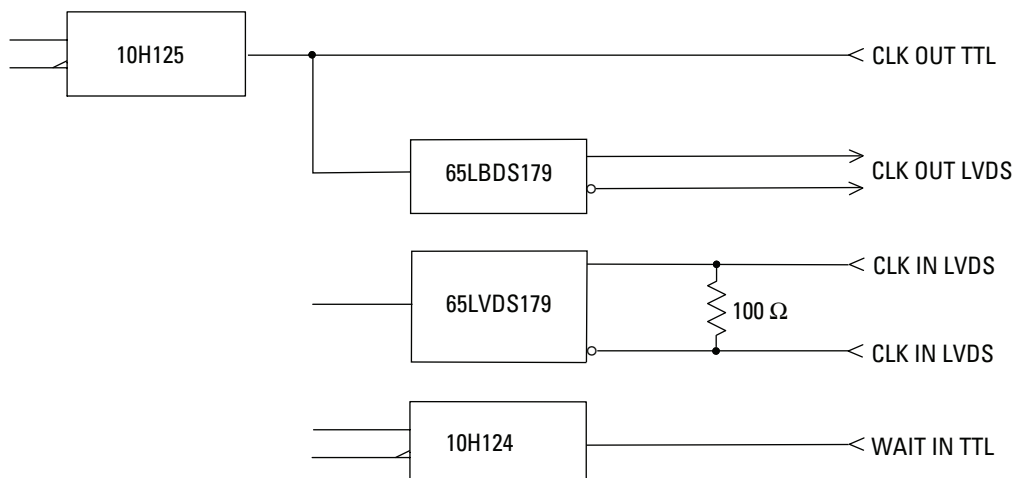 10H125
CLK OUT TTL
65LBDS179
CLK OUT LVDS
65LVDS179
CLK IN LVDS
100 Ω
CLK IN LVDS
10H124
WAIT IN TTL